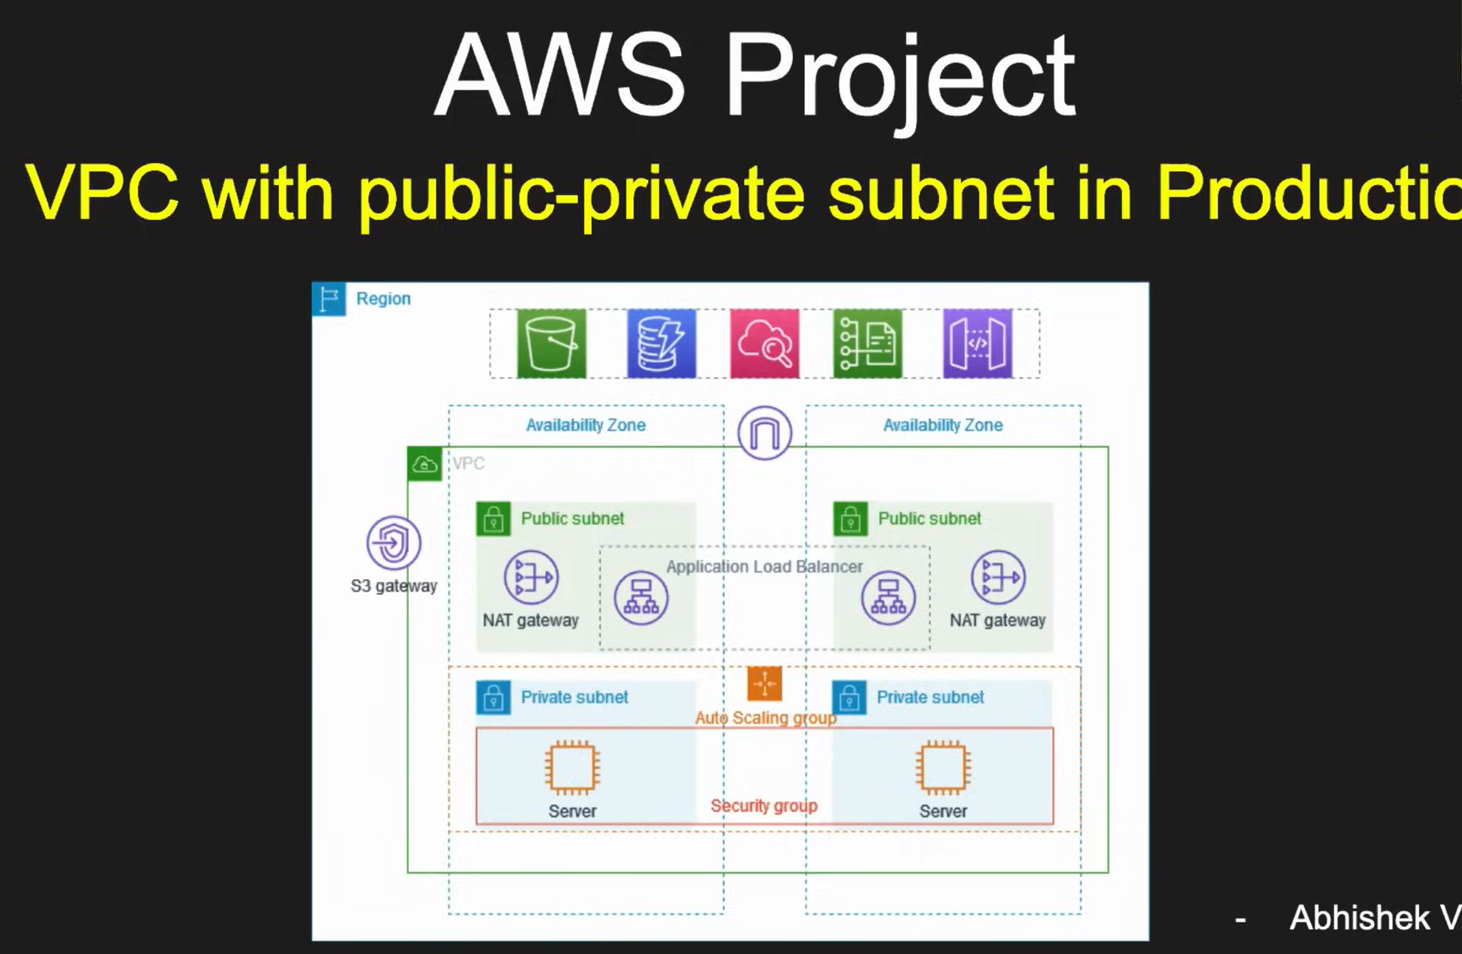 AWS Project
VPC with public-private subnet in Productio
Region
Availability Zone
Availability Zone
VPC
Public subnet
Public subnet
Application Load Balancer
S3 gateway
NAT gateway
NAT gateway
Private subnet
Private subnet
Auto Scaling group
Security group
Server
Server
- Abhishek V